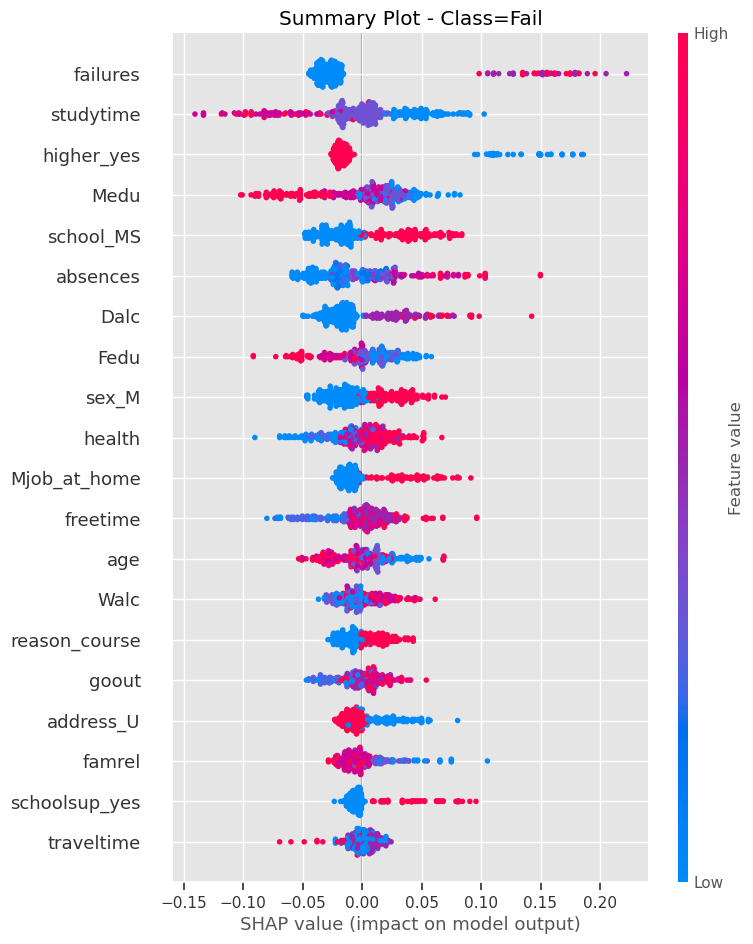 Summary Plot - Class=Fail
High
failures
studytime
higher_yes
Medu
school_MS
absences
Dalc
Fedu
sex_M
health
Mjob_at_home
freetime
age
Walc
reason_course
goout
address_U
famrel
schoolsup_yes
traveltime
Feature value
Low
−0.15 −0.10 −0.05 0.00 0.05 0.10 0.15 0.20
SHAP value (impact on model output)